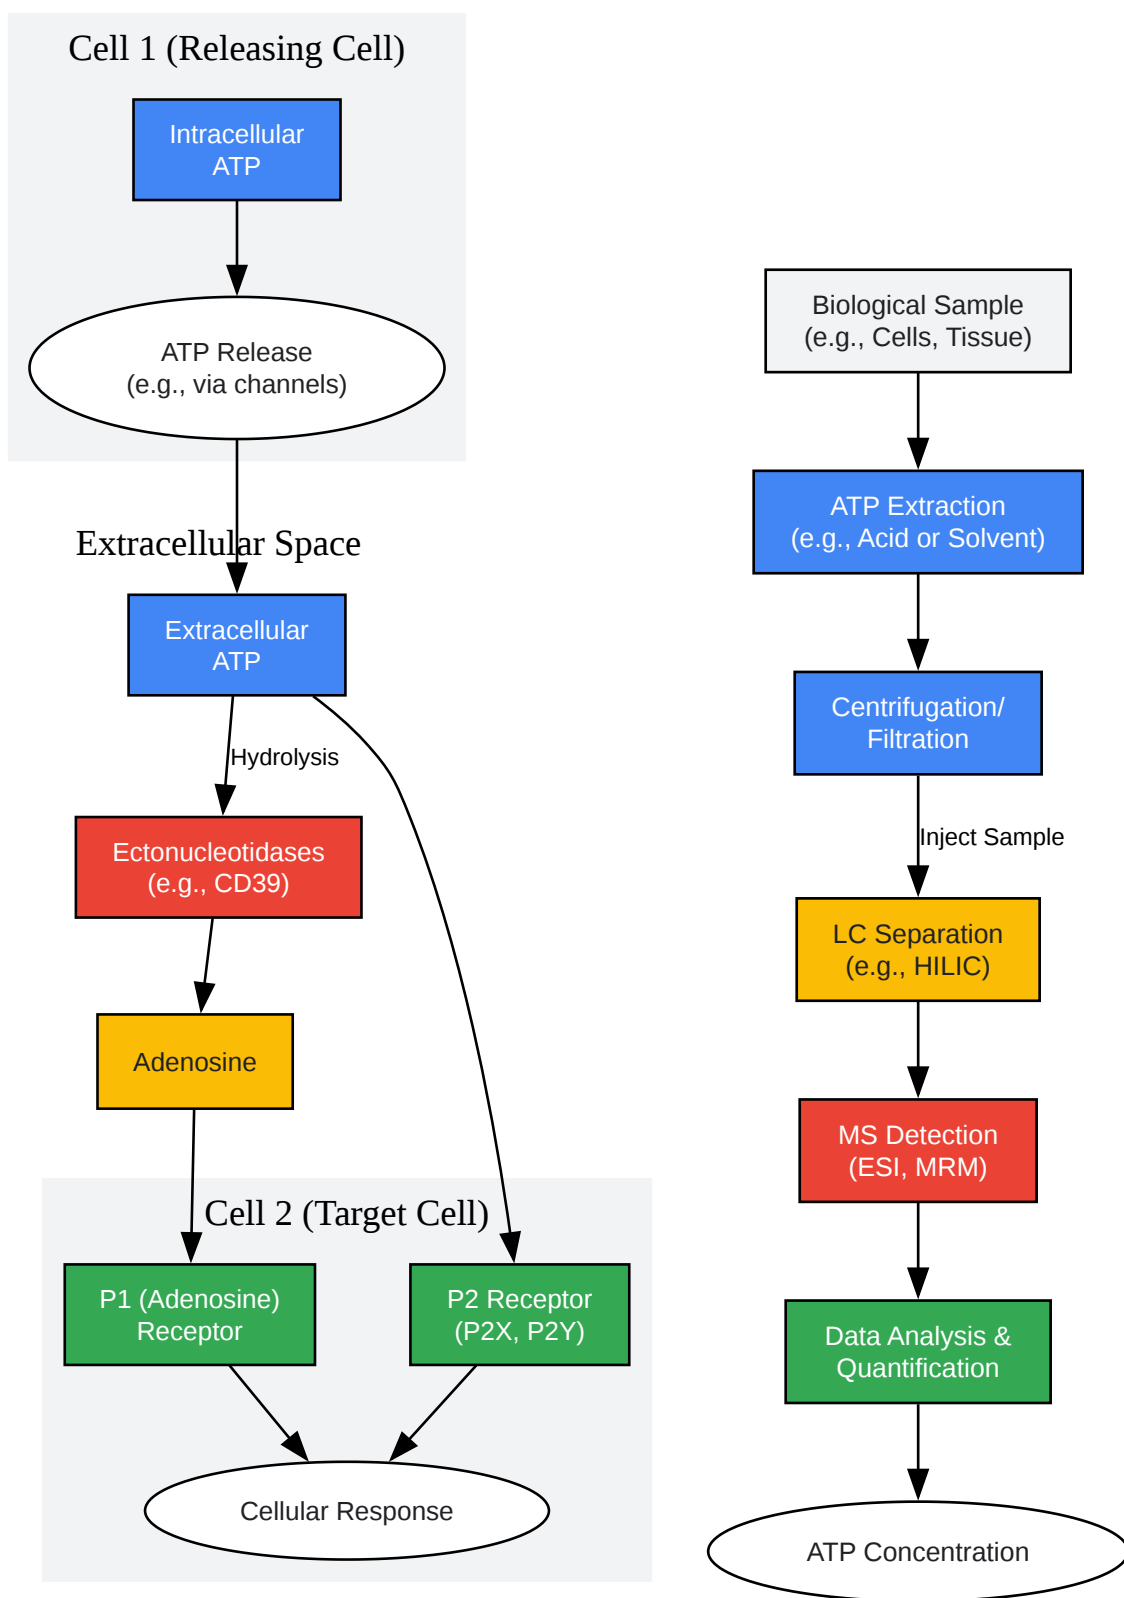 Cell 1 (Releasing Cell)
Intracellular
ATP
ATP Release
(e.g., via channels)
Extracellular Space
Extracellular
ATP
Hydrolysis
Ectonucleotidases
(e.g., CD39)
Adenosine
Cell 2 (Target Cell)
P1 (Adenosine)
Receptor
P2 Receptor
(P2X, P2Y)
Cellular Response
Biological Sample
(e.g., Cells, Tissue)
ATP Extraction
(e.g., Acid or Solvent)
Centrifugation/
Filtration
Inject Sample
LC Separation
(e.g., HILIC)
MS Detection
(ESI, MRM)
Data Analysis &
Quantification
ATP Concentration